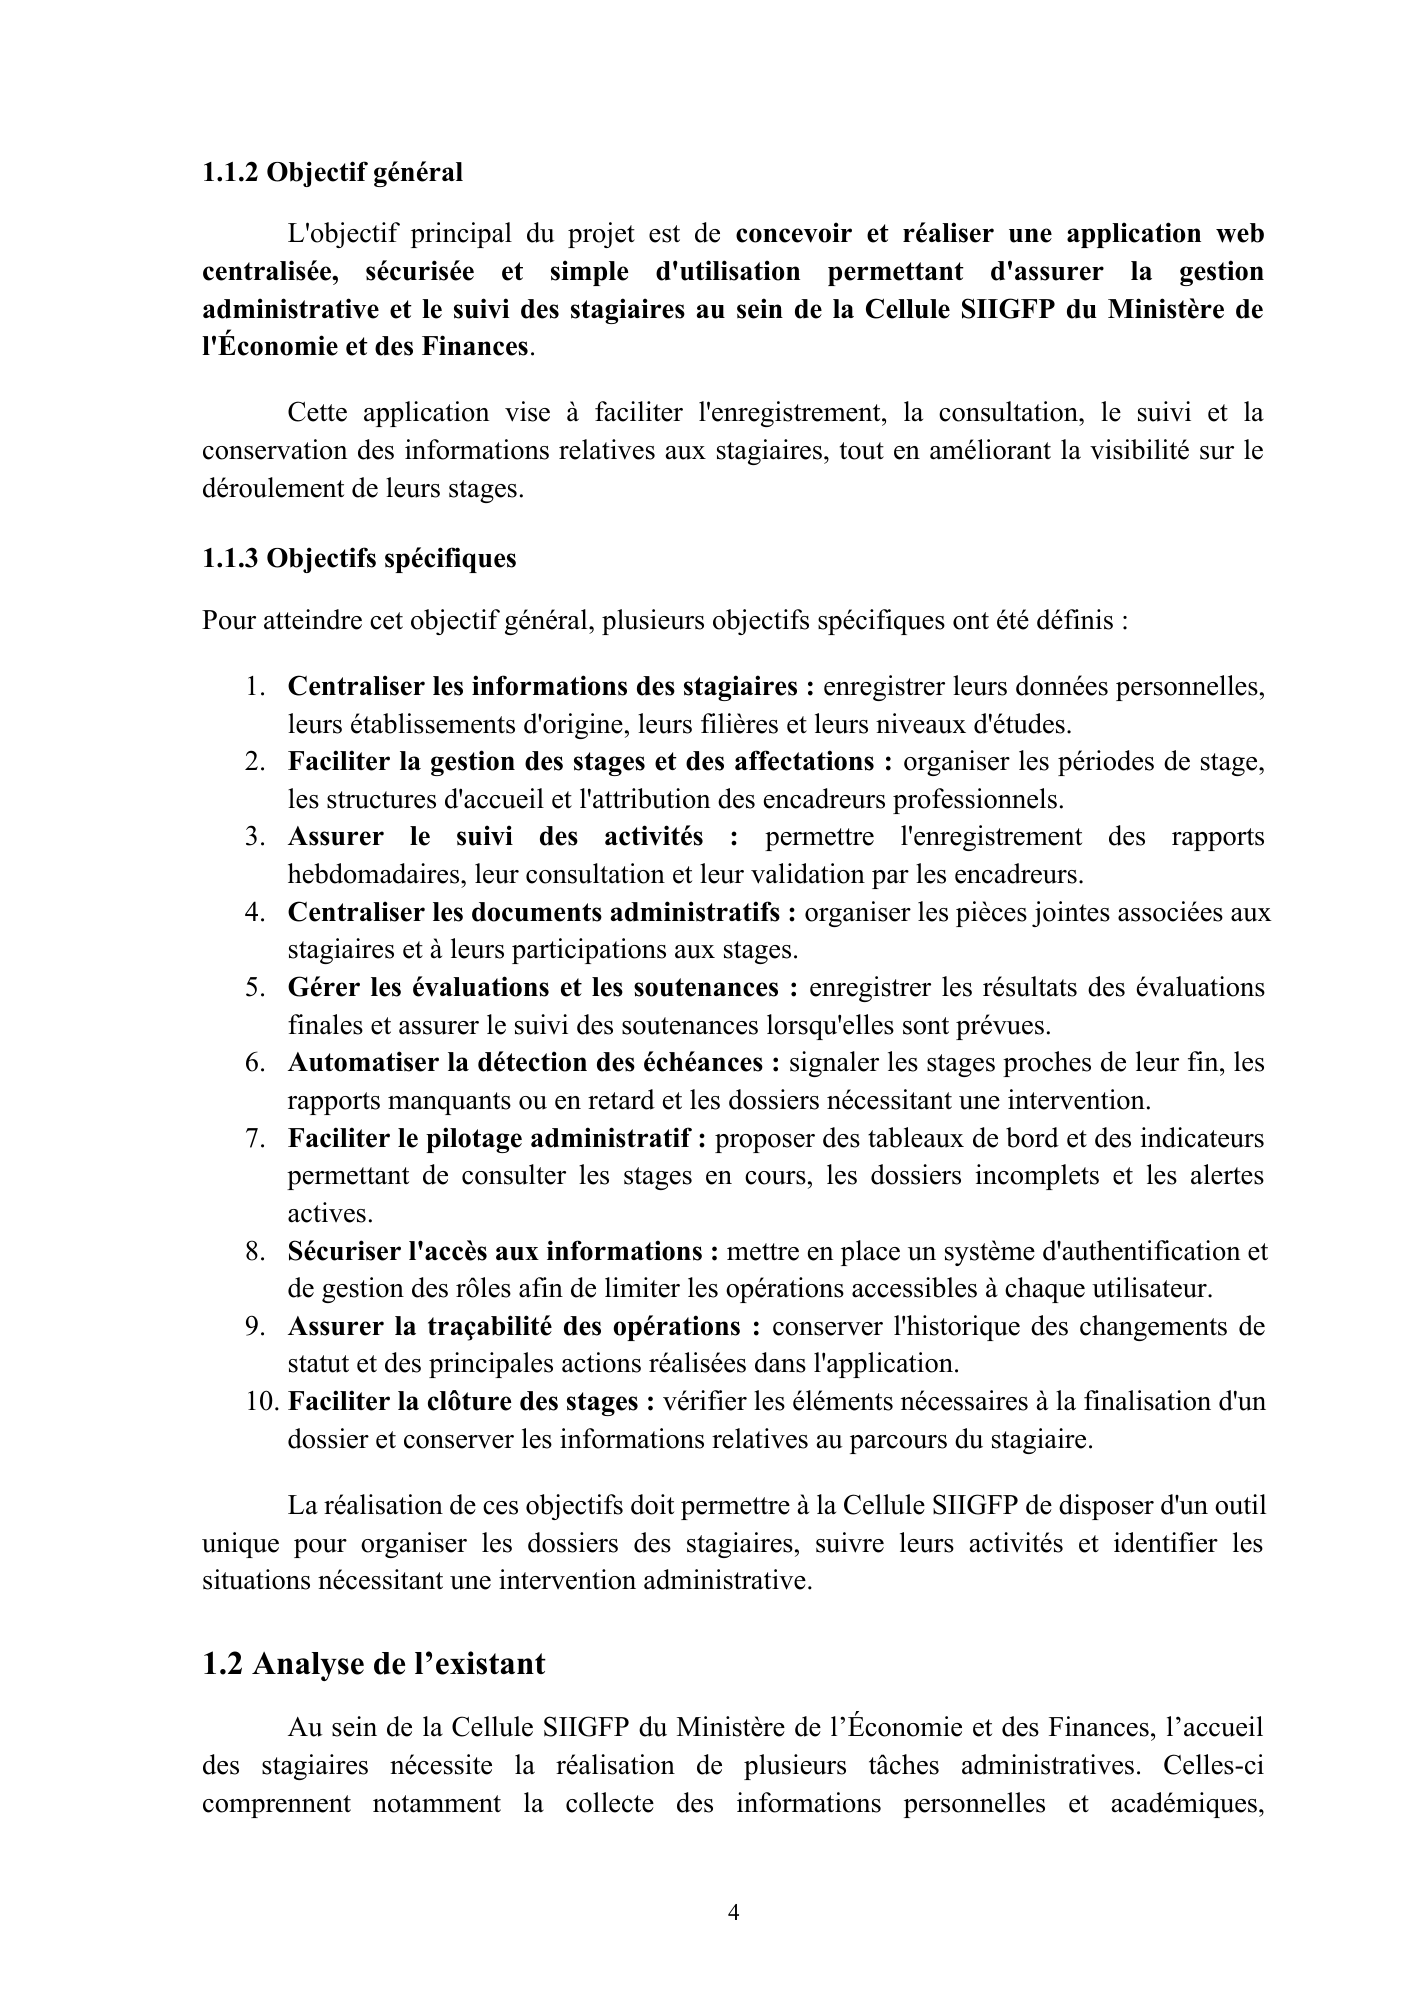 1.1.2 Objectif général
L'objectif principal du projet est de concevoir et réaliser une application web
centralisée, sécurisée et simple d'utilisation permettant d'assurer la gestion
administrative et le suivi des stagiaires au sein de la Cellule SIIGFP du Ministère de
l'Économie et des Finances.
Cette application vise à faciliter l'enregistrement, la consultation, le suivi et la
conservation des informations relatives aux stagiaires, tout en améliorant la visibilité sur le
déroulement de leurs stages.
1.1.3 Objectifs spécifiques
Pour atteindre cet objectif général, plusieurs objectifs spécifiques ont été définis :
1. Centraliser les informations des stagiaires : enregistrer leurs données personnelles,
leurs établissements d'origine, leurs filières et leurs niveaux d'études.
2. Faciliter la gestion des stages et des affectations : organiser les périodes de stage,
les structures d'accueil et l'attribution des encadreurs professionnels.
3. Assurer le suivi des activités : permettre l'enregistrement des rapports
hebdomadaires, leur consultation et leur validation par les encadreurs.
4. Centraliser les documents administratifs : organiser les pièces jointes associées aux
stagiaires et à leurs participations aux stages.
5. Gérer les évaluations et les soutenances : enregistrer les résultats des évaluations
finales et assurer le suivi des soutenances lorsqu'elles sont prévues.
6. Automatiser la détection des échéances : signaler les stages proches de leur fin, les
rapports manquants ou en retard et les dossiers nécessitant une intervention.
7. Faciliter le pilotage administratif : proposer des tableaux de bord et des indicateurs
permettant de consulter les stages en cours, les dossiers incomplets et les alertes
actives.
8. Sécuriser l'accès aux informations : mettre en place un système d'authentification et
de gestion des rôles afin de limiter les opérations accessibles à chaque utilisateur.
9. Assurer la traçabilité des opérations : conserver l'historique des changements de
statut et des principales actions réalisées dans l'application.
10. Faciliter la clôture des stages : vérifier les éléments nécessaires à la finalisation d'un
dossier et conserver les informations relatives au parcours du stagiaire.
La réalisation de ces objectifs doit permettre à la Cellule SIIGFP de disposer d'un outil
unique pour organiser les dossiers des stagiaires, suivre leurs activités et identifier les
situations nécessitant une intervention administrative.
1.2 Analyse de l’existant
Au sein de la Cellule SIIGFP du Ministère de l’Économie et des Finances, l’accueil
des stagiaires nécessite la réalisation de plusieurs tâches administratives. Celles-ci
comprennent notamment la collecte des informations personnelles et académiques,
4